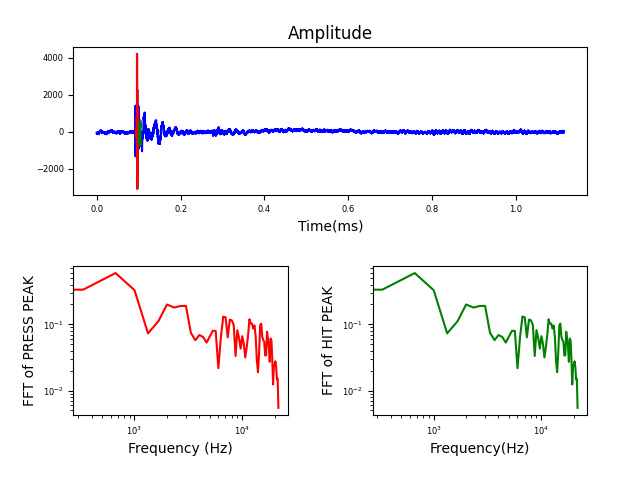 Amplitude
4000
2000
0
−2000
0.0 0.2 0.4 0.6 0.8 1.0
Time(ms)
FFT of PRESS PEAK
10⁻¹
10⁻²
10³ 10⁴
Frequency (Hz)
FFT of HIT PEAK
10⁻¹
10⁻²
10³ 10⁴
Frequency(Hz)